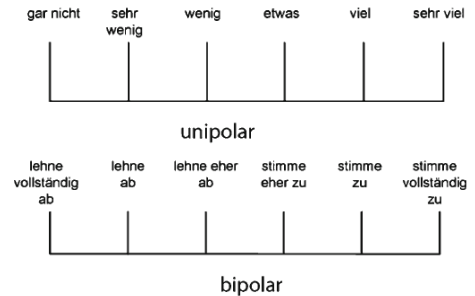 gar nicht sehr wenig etwas viel sehr viel
wenig
unipolar
lehne lehne lehne eher stimme stimme stimme
vollständig ab ab eher zu zu vollständig
ab zu
bipolar